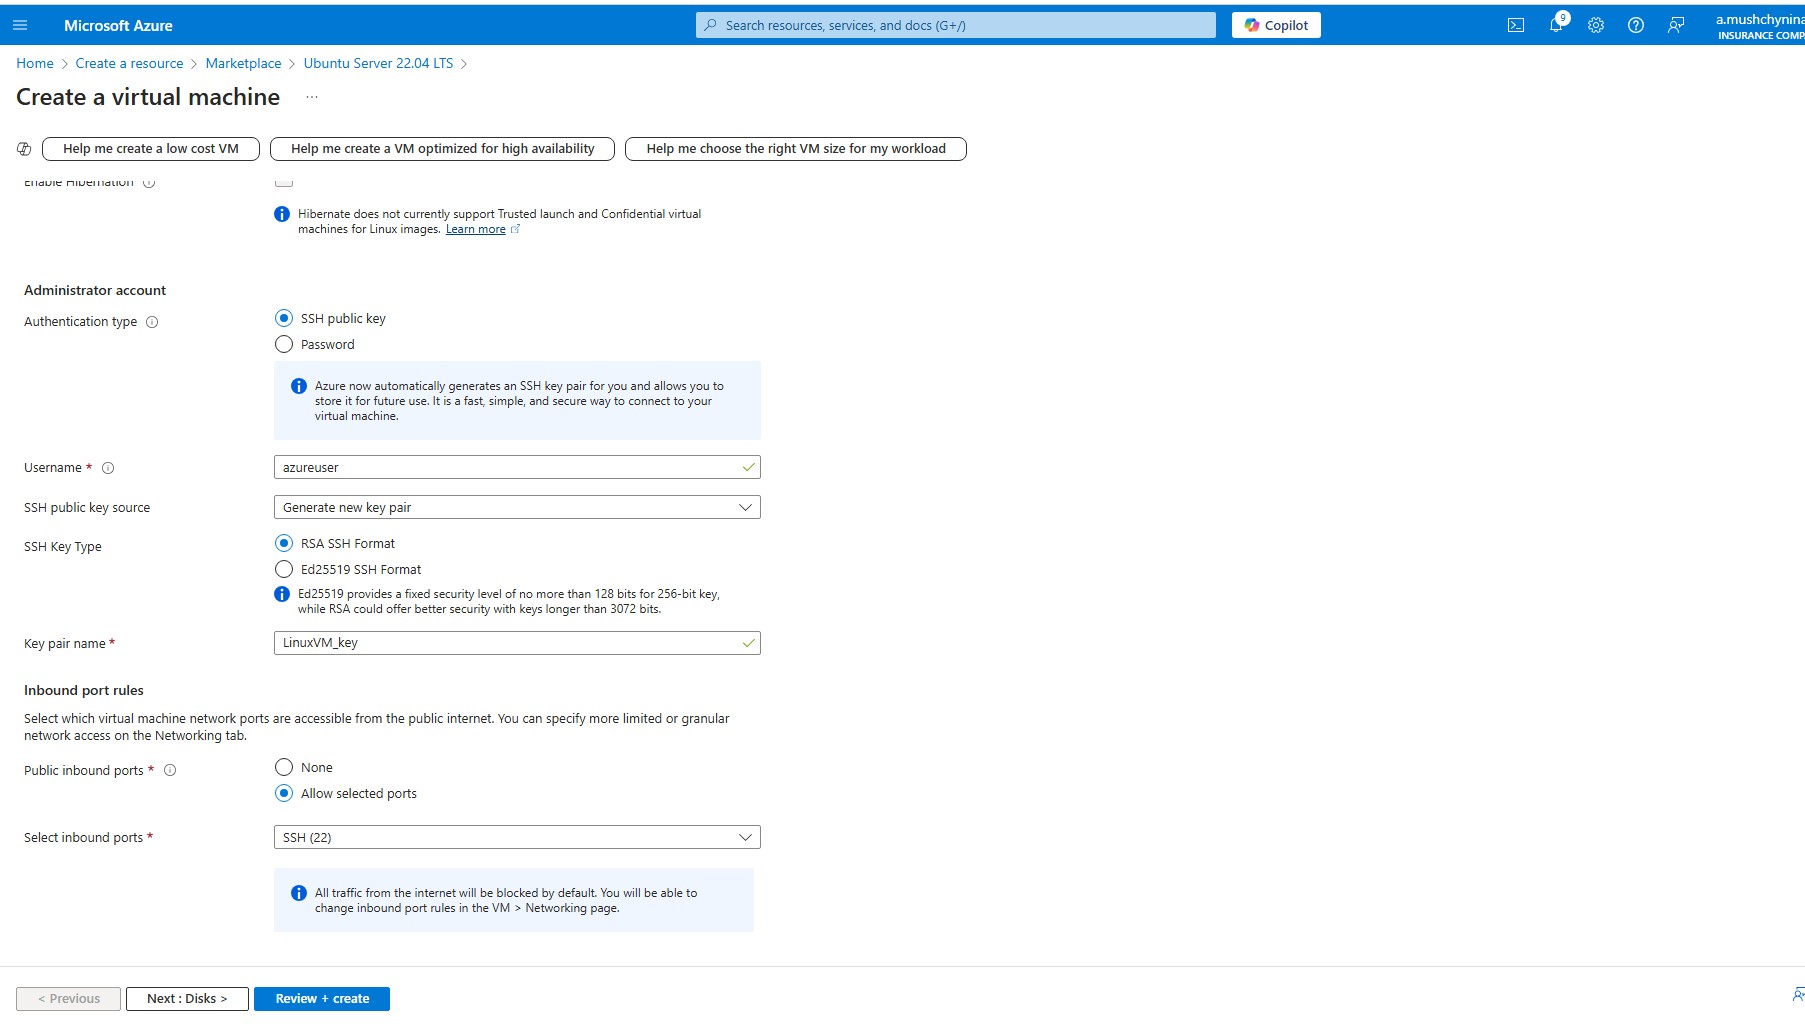 Microsoft Azure
Search resources, services, and docs (G+/)
Copilot
9
a.mushchynina
INSURANCE COMP
Home > Create a resource > Marketplace > Ubuntu Server 22.04 LTS >
Create a virtual machine ...
Help me create a low cost VM
Help me create a VM optimized for high availability
Help me choose the right VM size for my workload
Enable Hibernation
Hibernate does not currently support Trusted launch and Confidential virtual
machines for Linux images. Learn more
Administrator account
Authentication type
SSH public key
Password
Azure now automatically generates an SSH key pair for you and allows you to
store it for future use. It is a fast, simple, and secure way to connect to your
virtual machine.
Username *
azureuser
SSH public key source
Generate new key pair
SSH Key Type
RSA SSH Format
Ed25519 SSH Format
Ed25519 provides a fixed security level of no more than 128 bits for 256-bit key,
while RSA could offer better security with keys longer than 3072 bits.
Key pair name *
LinuxVM_key
Inbound port rules
Select which virtual machine network ports are accessible from the public internet. You can specify more limited or granular
network access on the Networking tab.
Public inbound ports *
None
Allow selected ports
Select inbound ports *
SSH (22)
All traffic from the internet will be blocked by default. You will be able to
change inbound port rules in the VM > Networking page.
< Previous
Next : Disks >
Review + create